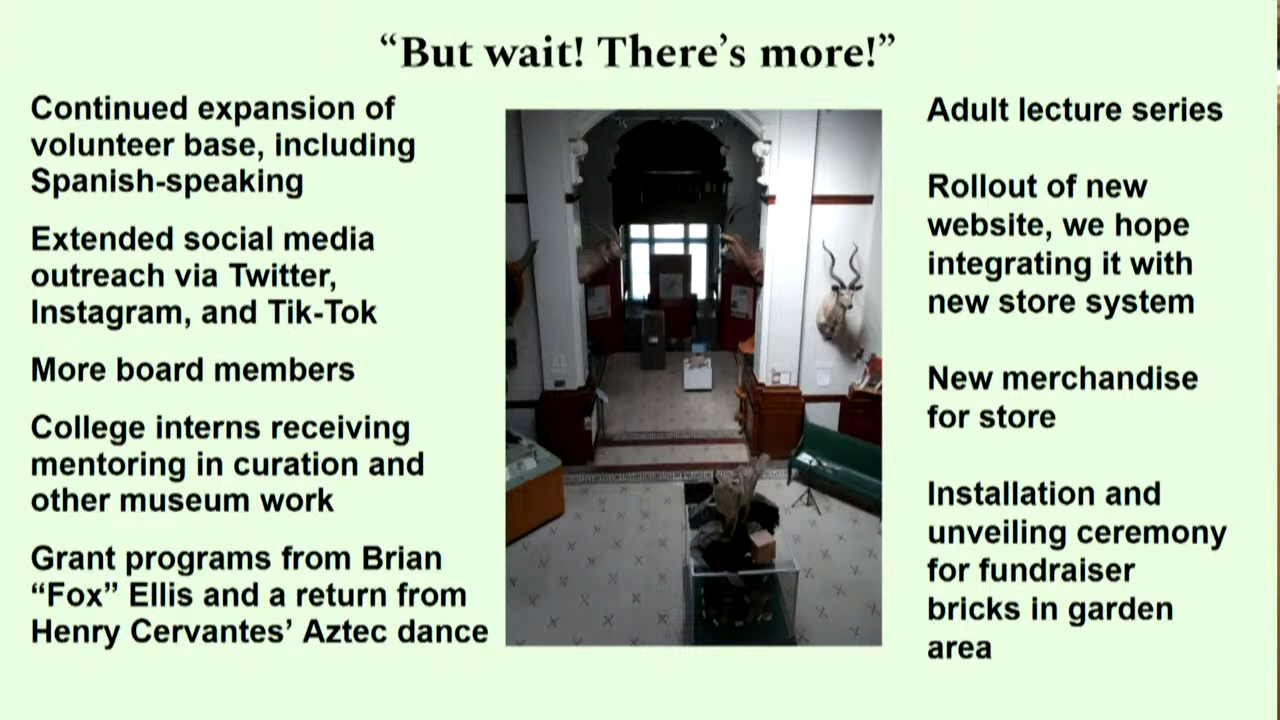 “But wait! There’s more!”
Continued expansion of
volunteer base, including
Spanish-speaking
Extended social media
outreach via Twitter,
Instagram, and Tik-Tok
More board members
College interns receiving
mentoring in curation and
other museum work
Grant programs from Brian
“Fox” Ellis and a return from
Henry Cervantes’ Aztec dance
Adult lecture series
Rollout of new
website, we hope
integrating it with
new store system
New merchandise
for store
Installation and
unveiling ceremony
for fundraiser
bricks in garden
area